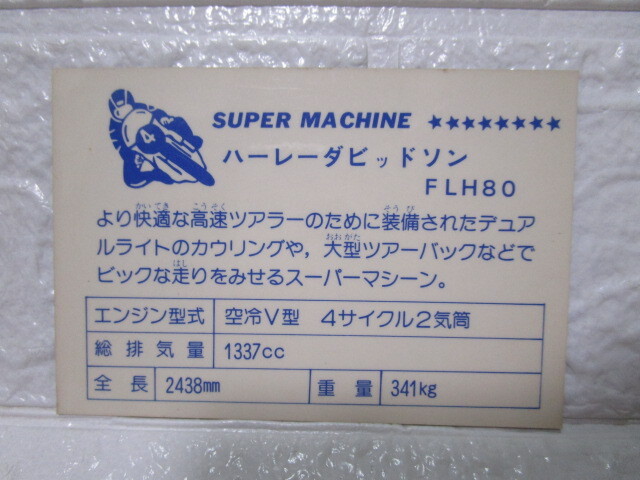 SUPER MACHINE ★★★★★★★★
ハーレーダビッドソン
FLH80
より快適な高速ツアラーのために装備されたデュア
ルライトのカウリングや，大型ツアーバックなどで
ビックな走りをみせるスーパーマシーン。
エンジン型式 空冷V型 4サイクル2気筒
総排気量 1337cc
全長 2438mm 重量 341kg